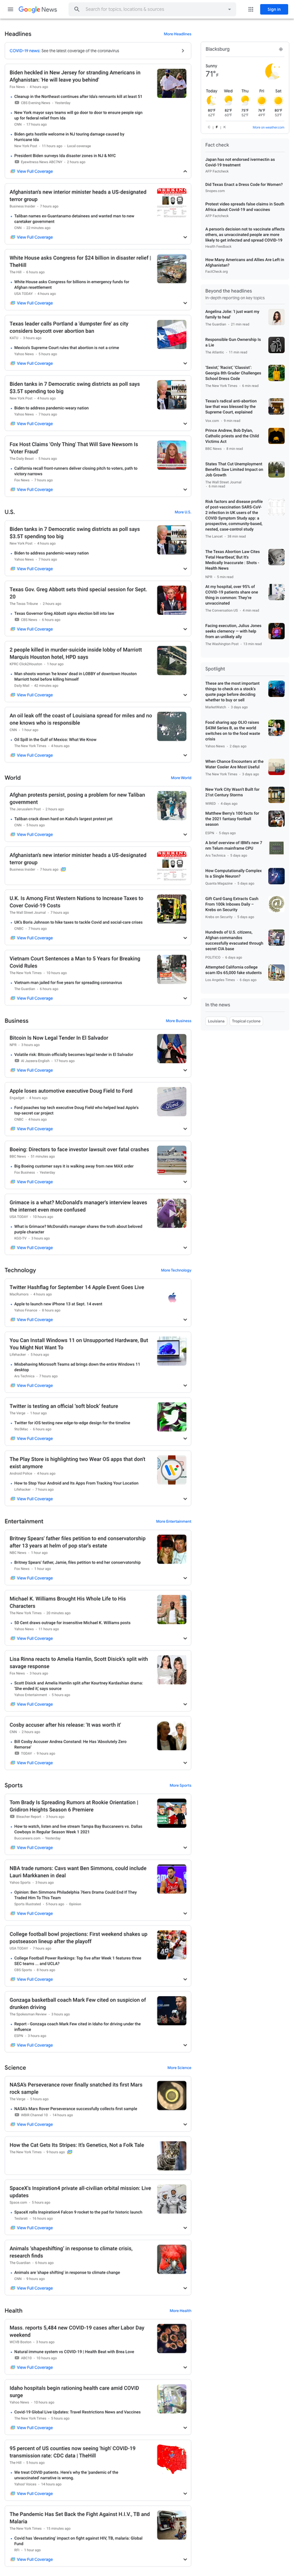 Google News
Search for topics, locations & sources
Sign in
Headlines
More Headlines
COVID-19 news: See the latest coverage of the coronavirus
Biden heckled in New Jersey for stranding Americans in
Afghanistan: 'He will leave you behind'
Fox News · 4 hours ago
Cleanup in the Northeast continues after Ida's remnants kill at least 51
CBS Evening News · Yesterday
New York mayor says teams will go door to door to ensure people sign
up for federal relief from Ida
CNN · 17 hours ago
Biden gets hostile welcome in NJ touring damage caused by
Hurricane Ida
New York Post · 17 hours ago · Local coverage
President Biden surveys Ida disaster zones in NJ & NYC
View Full Coverage
Afghanistan's new interior minister heads a US-designated
terror group
Business Insider · 7 hours ago
Taliban names ex-Guantanamo detainees and wanted man to new
caretaker government
CNN · 23 minutes ago
View Full Coverage
White House asks Congress for $24 billion in disaster relief |
TheHill
The Hill · 8 hours ago
White House asks Congress for billions in emergency funds for
Afghan resettlement
USA TODAY · 4 hours ago
View Full Coverage
Texas leader calls Portland a 'dumpster fire' as city
considers boycott over abortion ban
KATU · 5 hours ago
Mexico's Supreme Court rules that abortion is not a crime
Yahoo News · 5 hours ago
View Full Coverage
Biden tanks in 7 Democratic swing districts as poll says
$3.5T spending too big
New York Post · 4 hours ago
Biden to address pandemic-weary nation
Yahoo News · 7 hours ago
View Full Coverage
Fox Host Claims 'Only Thing' That Will Save Newsom Is
'Voter Fraud'
The Daily Beast · 6 hours ago
California recall front-runners deliver closing pitch to voters, path to
victory narrows
Fox News · 7 hours ago
View Full Coverage
U.S.
More U.S.
Biden tanks in 7 Democratic swing districts as poll says
$3.5T spending too big
New York Post · 4 hours ago
Biden to address pandemic-weary nation
Yahoo News · 7 hours ago
View Full Coverage
Texas Gov. Greg Abbott sets third special session for Sept.
20
The Texas Tribune · 2 hours ago
Texas Governor Greg Abbott signs election bill into law
CBS News · 6 hours ago
View Full Coverage
2 people killed in murder-suicide inside lobby of Marriott
Marquis Houston hotel, HPD says
KPRC Click2Houston · 1 hour ago
Man shoots woman 'he knew' dead in LOBBY of downtown Houston
Marriott hotel before killing himself
Daily Mail · 42 minutes ago
View Full Coverage
An oil leak off the coast of Louisiana spread for miles and no
one knows who is responsible
CNN · 1 hour ago
Oil Spill in the Gulf of Mexico: What We Know
The New York Times · 4 hours ago
View Full Coverage
World
More World
Afghan protests persist, posing a problem for new Taliban
government
The Jerusalem Post · 2 hours ago
Taliban crack down hard on Kabul's largest protest yet
CNN · 4 hours ago
View Full Coverage
Afghanistan's new interior minister heads a US-designated
terror group
Business Insider · 7 hours ago
U.K. Is Among First Western Nations to Increase Taxes to
Cover Covid-19 Costs
The Wall Street Journal · 7 hours ago
UK's Boris Johnson to hike taxes to tackle Covid and social-care crises
CNBC · 7 hours ago
View Full Coverage
Vietnam Court Sentences a Man to 5 Years for Breaking
Covid Rules
The New York Times · 12 hours ago
Vietnam man jailed for five years for spreading coronavirus
The Guardian · 4 hours ago
View Full Coverage
Business
More Business
Bitcoin Is Now Legal Tender In El Salvador
NPR · 5 hours ago
Volatile risk: Bitcoin officially becomes legal tender in El Salvador
Al Jazeera English · 17 hours ago
View Full Coverage
Apple loses automotive executive Doug Field to Ford
Engadget · 4 hours ago
Ford poaches top tech executive Doug Field who helped lead Apple's
top-secret car project
CNBC · 4 hours ago
View Full Coverage
Boeing: Directors to face investor lawsuit over fatal crashes
BBC News · 31 minutes ago
Big Boeing customer says it is walking away from new MAX order
Fox Business · Yesterday
View Full Coverage
Grimace is a what? McDonald's manager's interview leaves
the internet even more confused
USA TODAY · 10 hours ago
What is Grimace? McDonald's manager shares the truth about beloved
purple character
KGO-TV · 3 hours ago
View Full Coverage
Technology
More Technology
Twitter Hashflag for September 14 Apple Event Goes Live
MacRumors · 4 hours ago
Apple to launch new iPhone 13 at Sept. 14 event
Yahoo Finance · 6 hours ago
View Full Coverage
You Can Install Windows 11 on Unsupported Hardware, But
You Might Not Want To
Lifehacker · 5 hours ago
Misbehaving Microsoft Teams ad brings down the entire Windows 11
desktop
Ars Technica · 7 hours ago
View Full Coverage
Twitter is testing an official 'soft block' feature
The Verge · 1 hour ago
Twitter for iOS testing new edge-to-edge design for the timeline
9to5Mac · 5 hours ago
View Full Coverage
The Play Store is highlighting two Wear OS apps that don't
exist anymore
Android Police · 4 hours ago
How to Stop Your Android and Its Apps From Tracking Your Location
Lifehacker · 7 hours ago
View Full Coverage
Entertainment
More Entertainment
Britney Spears' father files petition to end conservatorship
after 13 years at helm of pop star's estate
NBC News · 1 hour ago
Britney Spears' father, Jamie, files petition to end her conservatorship
Fox News · 1 hour ago
View Full Coverage
Michael K. Williams Brought His Whole Life to His
Characters
The New York Times · 20 minutes ago
50 Cent draws outrage for insensitive Michael K. Williams posts
Yahoo News · 11 hours ago
View Full Coverage
Lisa Rinna reacts to Amelia Hamlin, Scott Disick's split with
savage response
Fox News · 3 hours ago
Scott Disick and Amelia Hamlin split after Kourtney Kardashian drama:
'She ended it,' says source
Yahoo Entertainment · 3 hours ago
View Full Coverage
Cosby accuser after his release: 'It was worth it'
CNN · 2 hours ago
Bill Cosby Accuser Andrea Constand: He Has 'Absolutely Zero
Remorse'
TODAY · 9 hours ago
View Full Coverage
Sports
More Sports
Tom Brady Is Spreading Rumors at Rookie Orientation |
Gridiron Heights Season 6 Premiere
Bleacher Report · 3 hours ago
How to watch, listen and live stream Tampa Bay Buccaneers vs. Dallas
Cowboys in Regular Season Week 1 2021
Buccaneers.com · Yesterday
View Full Coverage
NBA trade rumors: Cavs want Ben Simmons, could include
Lauri Markkanen in deal
Yahoo Sports · 5 hours ago
Opinion: Ben Simmons Philadelphia 76ers Drama Could End If They
Traded Him To This Team
Sports Illustrated · 5 hours ago · Opinion
View Full Coverage
College football bowl projections: First weekend shakes up
postseason lineup after the playoff
USA TODAY · 7 hours ago
College Football Power Rankings: Top five after Week 1 features three
SEC teams ... and UCLA?
CBS Sports · 8 hours ago
View Full Coverage
Gonzaga basketball coach Mark Few cited on suspicion of
drunken driving
The Spokesman Review · 3 hours ago
Report - Gonzaga coach Mark Few cited in Idaho for driving under the
influence
ESPN · 3 hours ago
View Full Coverage
Science
More Science
NASA's Perseverance rover finally snatched its first Mars
rock sample
The Verge · 5 hours ago
NASA's Mars Rover Perserverance successfully collects first sample
View Full Coverage
How the Cat Gets Its Stripes: It's Genetics, Not a Folk Tale
The New York Times · 9 hours ago
SpaceX's Inspiration4 private all-civilian orbital mission: Live
updates
Space.com · 5 hours ago
SpaceX rolls Inspiration4 Falcon 9 rocket to the pad for historic launch
Teslarati · 15 hours ago
View Full Coverage
Animals 'shapeshifting' in response to climate crisis,
research finds
The Guardian · 6 hours ago
Animals are 'shape shifting' in response to climate change
CNN · 9 hours ago
View Full Coverage
Health
More Health
Mass. reports 5,484 new COVID-19 cases after Labor Day
weekend
WCVB Boston · 2 hours ago
Natural immune system vs COVID-19 | Health Beat with Brea Love
View Full Coverage
Idaho hospitals begin rationing health care amid COVID
surge
Yahoo News · 10 hours ago
Covid-19 Global Live Updates: Travel Restrictions News and Vaccines
The New York Times · 3 hours ago
View Full Coverage
95 percent of US counties now seeing 'high' COVID-19
transmission rate: CDC data | TheHill
The Hill · 5 hours ago
We treat COVID patients. Here's why the 'pandemic of the
unvaccinated' narrative is wrong.
Yahoo! Voices · 14 hours ago
View Full Coverage
The Pandemic Has Set Back the Fight Against H.I.V., TB and
Malaria
The New York Times · 13 minutes ago
Covid has 'devastating' impact on fight against HIV, TB, malaria: Global
Fund
RFI · 1 hour ago
View Full Coverage
Blacksburg
Sunny
71°F
Today
Wed
Thu
Fri
Sat
More on weather.com
Fact check
Japan has not endorsed ivermectin as
Covid-19 treatment
AFP Factcheck
Did Texas Enact a Dress Code for Women?
Snopes.com
Pretext video spreads false claims in South
Africa about Covid-19 and vaccines
AFP Factcheck
A person's decision not to vaccinate affects
others, as unvaccinated people are more
likely to get infected and spread COVID-19
Health Feedback
How Many Americans and Allies Are Left in
Afghanistan?
FactCheck.org
Beyond the headlines
In-depth reporting on key topics
Angelina Jolie: 'I just want my
family to heal'
The Guardian · 21 min read
Responsible Gun Ownership Is
a Lie
The Atlantic · 11 min read
'Sexist,' 'Racist,' 'Classist':
Georgia 8th Grader Challenges
School Dress Code
The New York Times · 5 min read
Texas's radical anti-abortion
law that was blessed by the
Supreme Court, explained
Vox.com · 9 min read
Prince Andrew, Bob Dylan,
Catholic priests and the Child
Victims Act
BBC News · 8 min read
States That Cut Unemployment
Benefits Saw Limited Impact on
Job Growth
The Wall Street Journal
· 6 min read
Risk factors and disease profile
of post-vaccination SARS-CoV-
2 infection in UK users of the
COVID Symptom Study app: a
prospective, community-based,
nested, case-control study
The Lancet · 38 min read
The Texas Abortion Law Cites
'Fetal Heartbeat,' But It's
Medically Inaccurate : Shots -
Health News
NPR · 5 min read
At my hospital, over 95% of
COVID-19 patients share one
thing in common: They're
unvaccinated
The Conversation US · 4 min read
Facing execution, Julius Jones
seeks clemency — with help
from an unlikely ally
The Washington Post · 13 min read
Spotlight
These are the most important
things to check on a stock's
quote page before deciding
whether to buy or sell
MarketWatch · 3 days ago
Food sharing app OLIO raises
$43M Series B, as the world
switches on to the food waste
crisis
Yahoo News · 2 days ago
When Chance Encounters at the
Water Cooler Are Most Useful
The New York Times · 3 days ago
New York City Wasn't Built for
21st Century Storms
WIRED · 4 days ago
Matthew Berry's 100 facts for
the 2021 fantasy football
season
ESPN · 5 days ago
A brief overview of IBM's new 7
nm Telum mainframe CPU
Ars Technica · 5 days ago
How Computationally Complex
Is a Single Neuron?
Quanta Magazine · 5 days ago
Gift Card Gang Extracts Cash
From 100k Inboxes Daily –
Krebs on Security
Krebs on Security · 5 days ago
Hundreds of U.S. citizens,
Afghan commandos
successfully evacuated through
secret CIA base
POLITICO · 6 days ago
Attempted California college
scam IDs 65,000 fake students
Los Angeles Times · 6 days ago
In the news
Louisiana
Tropical cyclone